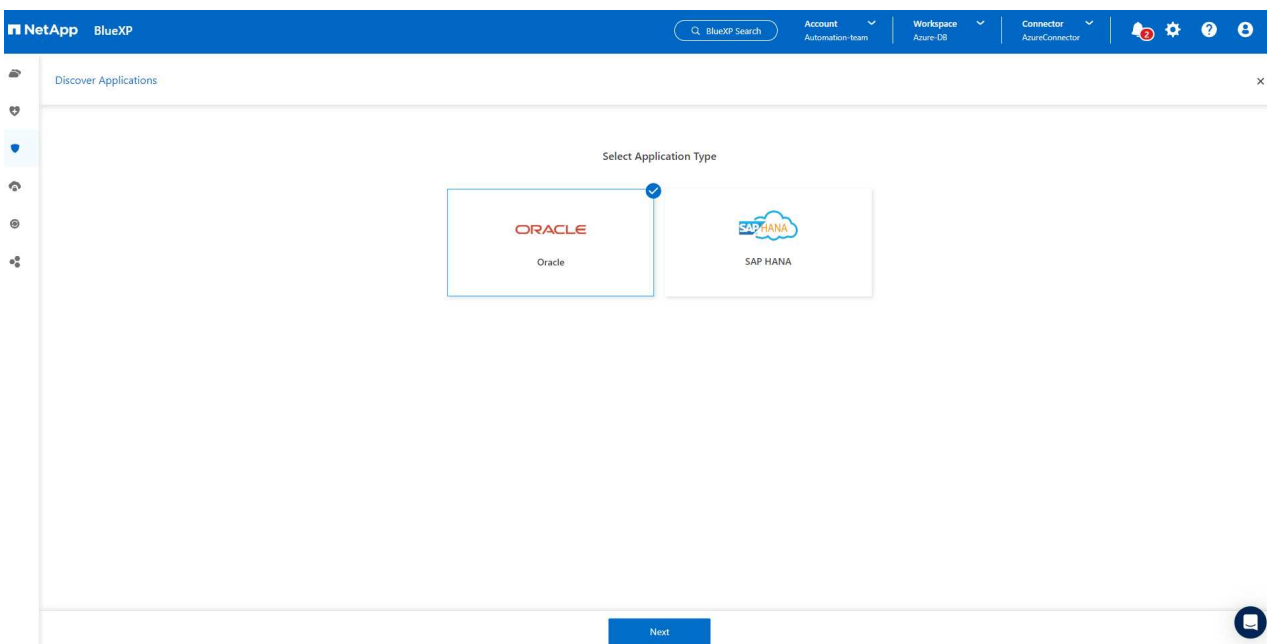 NetApp BlueXP
BlueXP Search
Account
Automation-team
Workspace
Azure-DB
Connector
AzureConnector
2
Discover Applications
Select Application Type
ORACLE
Oracle
SAP HANA
SAP HANA
Next